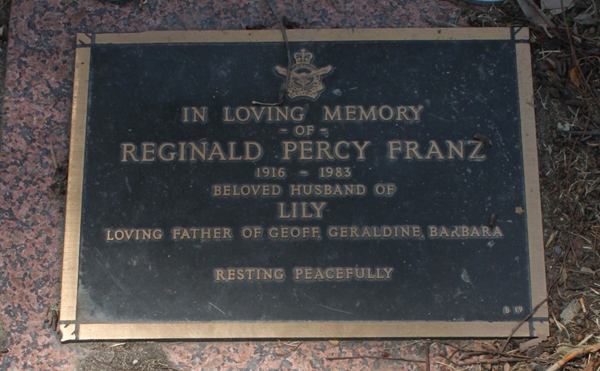 IN LOVING MEMORY
- OF -
REGINALD PERCY FRANZ
1916 - 1983
BELOVED HUSBAND OF
LILY
LOVING FATHER OF GEOFF, GERALDINE, BARBARA
RESTING PEACEFULLY